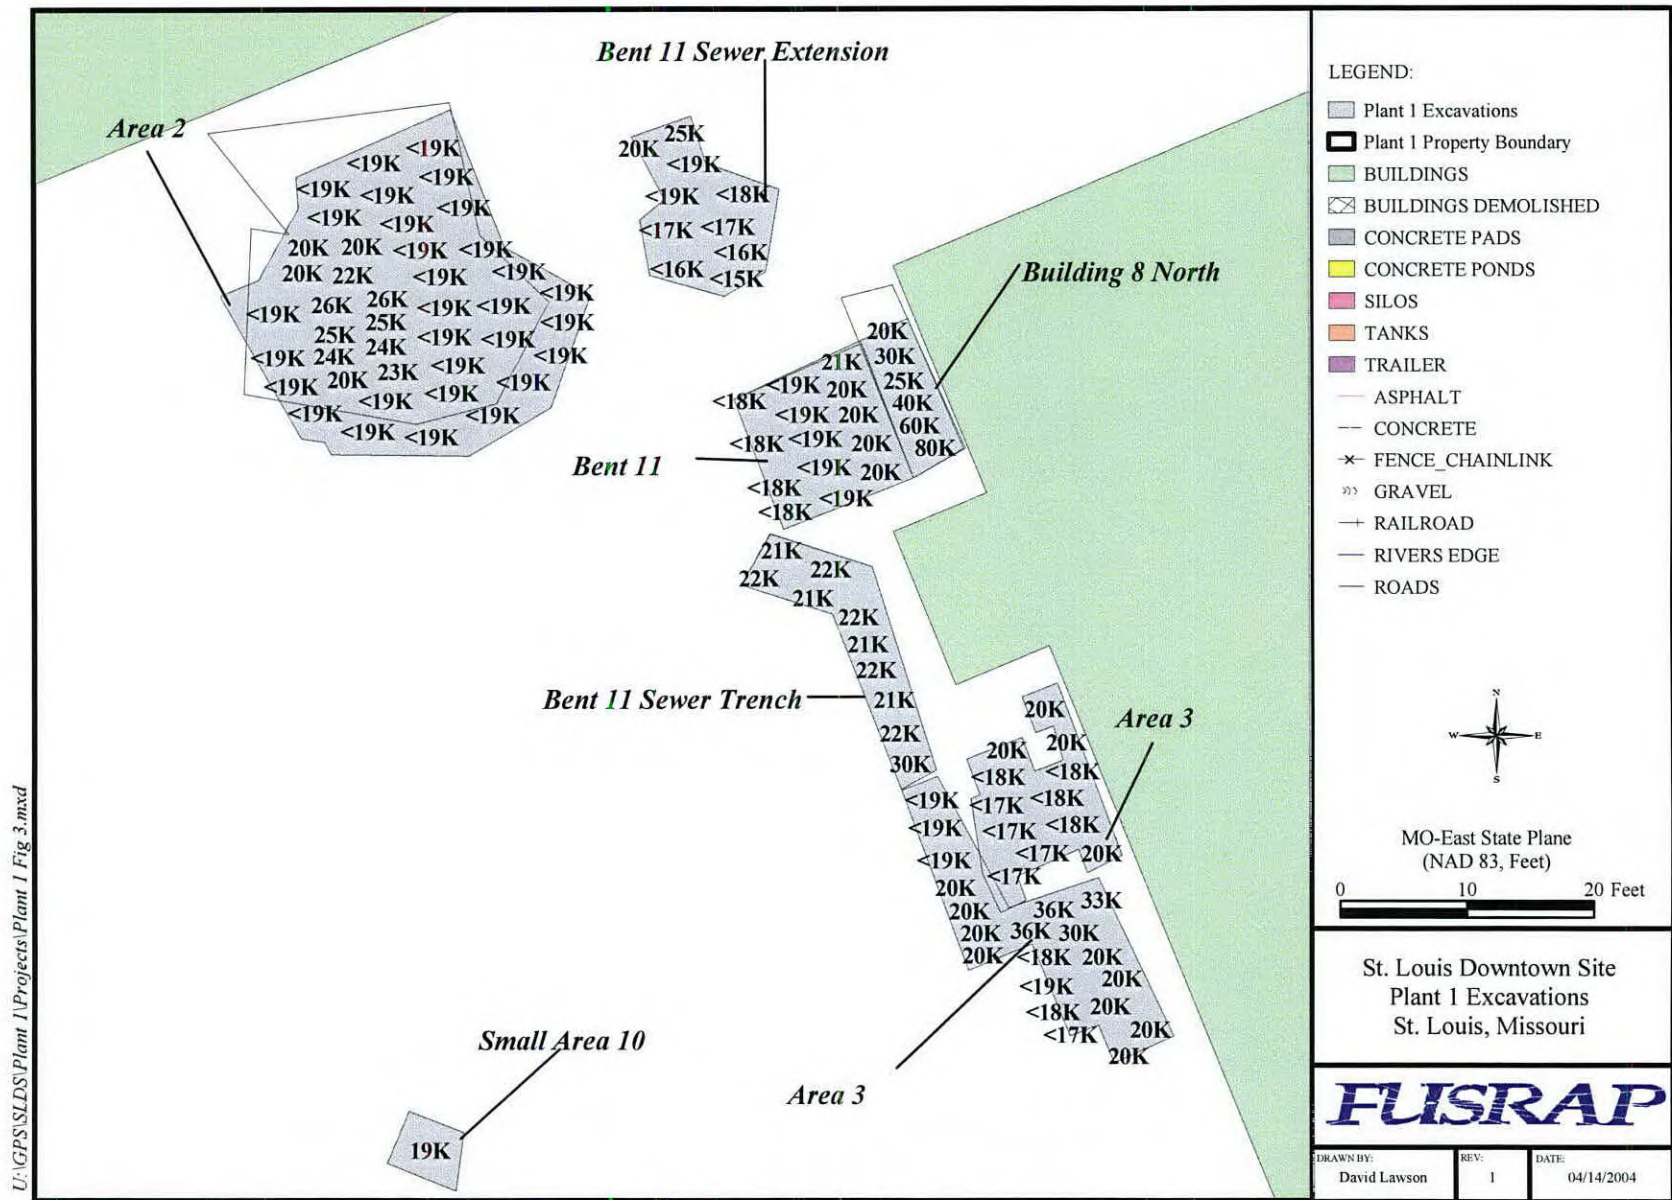 Bent 11 Sewer Extension
Area 2
<19K
<19K
<19K
<19K
<19K
<19K
<19K
<19K
20K
20K
<19K
<19K
20K
22K
<19K
<19K
<19K
<19K
26K
26K
<19K
<19K
25K
25K
<19K
<19K
<19K
<19K
24K
24K
<19K
<19K
<19K
20K
23K
<19K
<19K
<19K
<19K
<19K
<19K
<19K
25K
20K
<19K
<19K
<18K
<17K
<17K
<16K
<16K
<15K
Building 8 North
20K
30K
25K
40K
60K
80K
Bent 11
21K
<19K
20K
<18K
<19K
20K
<18K
<19K
20K
<19K
20K
<18K
<19K
<18K
21K
22K
22K
21K
22K
21K
22K
Bent 11 Sewer Trench
21K
22K
30K
<19K
<19K
<19K
20K
20K
20K
20K
Area 3
20K
20K
20K
<18K
<18K
<17K
<18K
<17K
<18K
<17K
20K
<17K
36K
33K
36K
30K
<18K
20K
<19K
20K
<18K
20K
<17K
20K
20K
Area 3
Small Area 10
19K
U:\GPS\SLDS\Plant 1\Projects\Plant 1 Fig 3.mxd
LEGEND:
Plant 1 Excavations
Plant 1 Property Boundary
BUILDINGS
BUILDINGS DEMOLISHED
CONCRETE PADS
CONCRETE PONDS
SILOS
TANKS
TRAILER
ASPHALT
CONCRETE
FENCE_CHAINLINK
GRAVEL
RAILROAD
RIVERS EDGE
ROADS
N
W E
S
MO-East State Plane
(NAD 83, Feet)
0 10 20 Feet
St. Louis Downtown Site
Plant 1 Excavations
St. Louis, Missouri
FUSRAP
DRAWN BY:
David Lawson
REV:
1
DATE:
04/14/2004